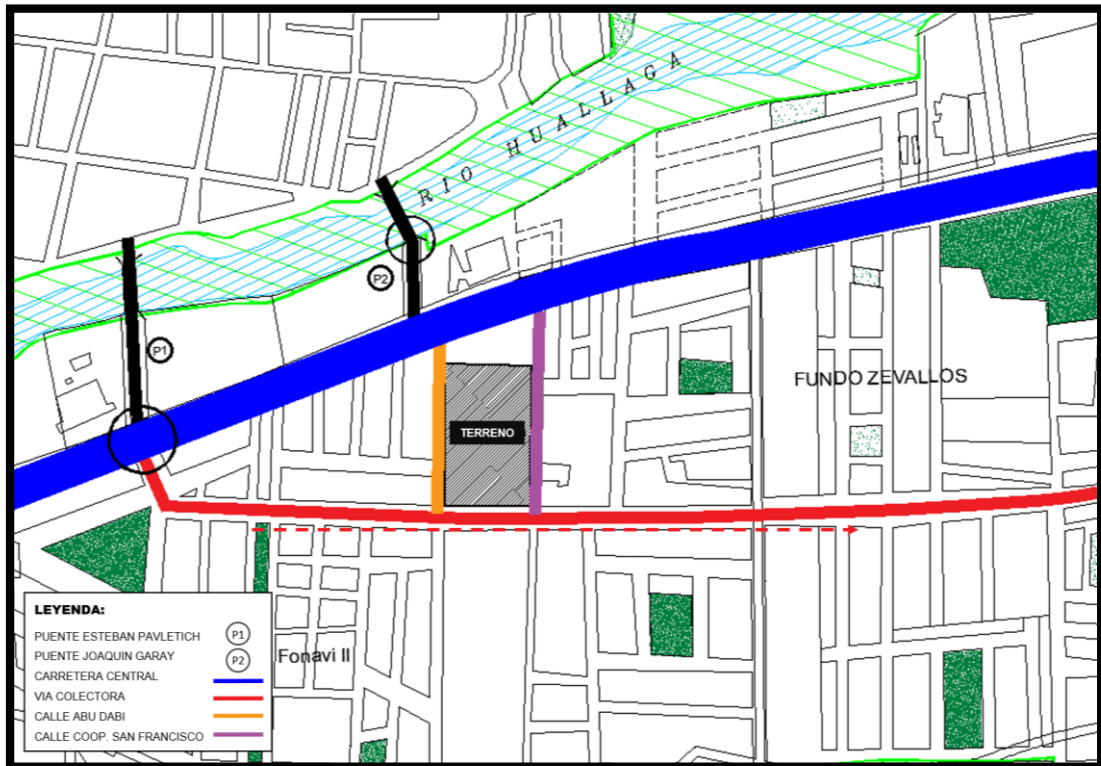 RIO HUALLAGA
P2
P1
FUNDO ZEVALLOS
TERRENO
LEYENDA:
PUENTE ESTEBAN PAVLETICH P1
PUENTE JOAQUIN GARAY P2
CARRETERA CENTRAL
VIA COLECTORA
CALLE ABU DABI
CALLE COOP. SAN FRANCISCO
Fonavi II